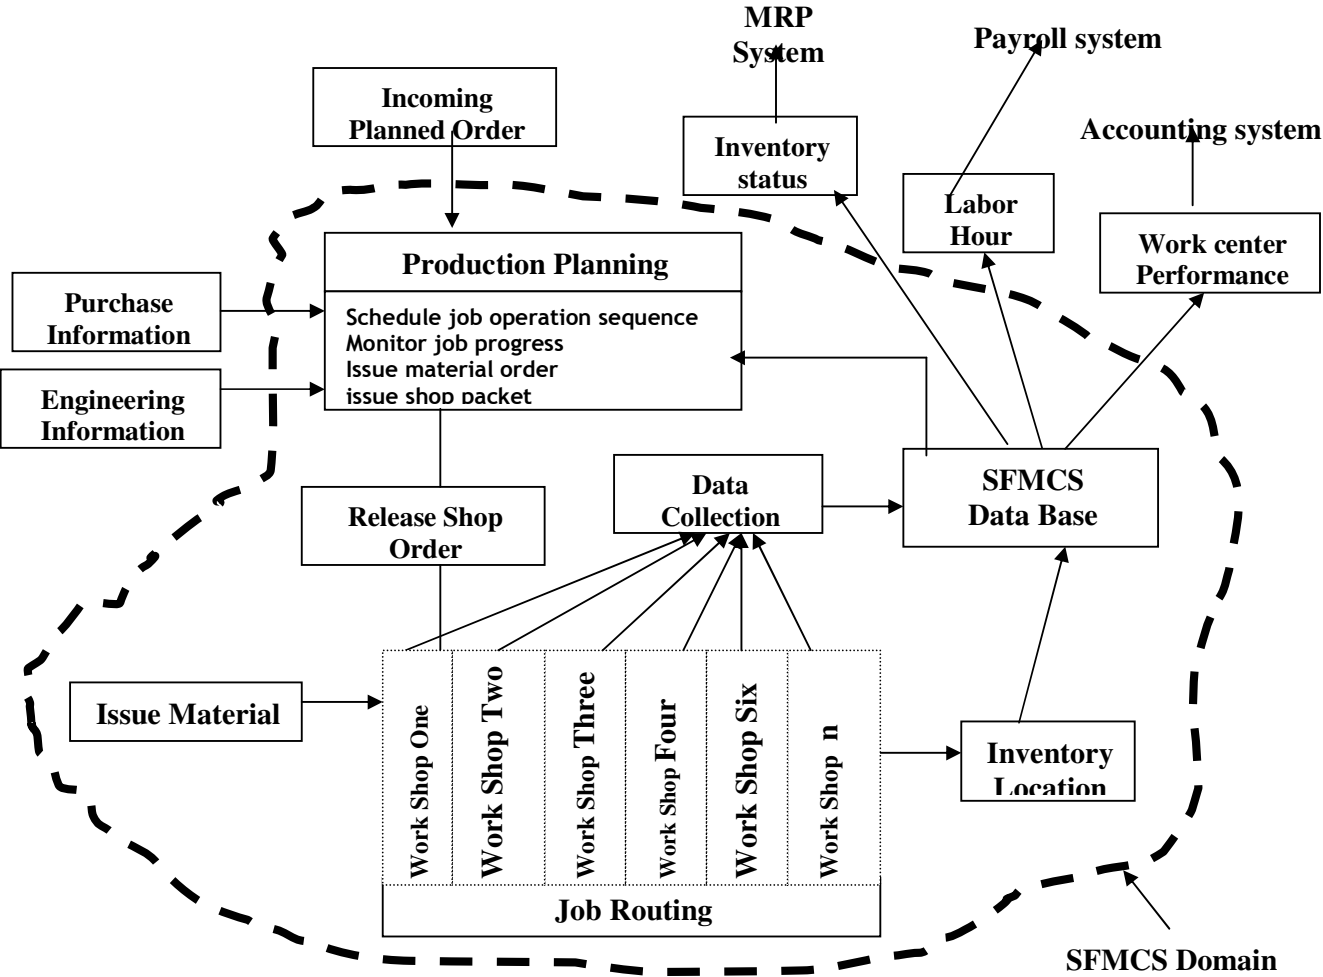 MRP
System
Payroll system
Incoming
Planned Order
Accounting system
Inventory
status
Labor
Hour
Work center
Performance
Production Planning
Purchase
Information
Schedule job operation sequence
Monitor job progress
Issue material order
issue shop packet
Engineering
Information
Data
Collection
SFMCS
Data Base
Release Shop
Order
Issue Material
Work Shop One
Work Shop Two
Work Shop Three
Work Shop Four
Work Shop Six
Work Shop n
Inventory
Location
Job Routing
SFMCS Domain